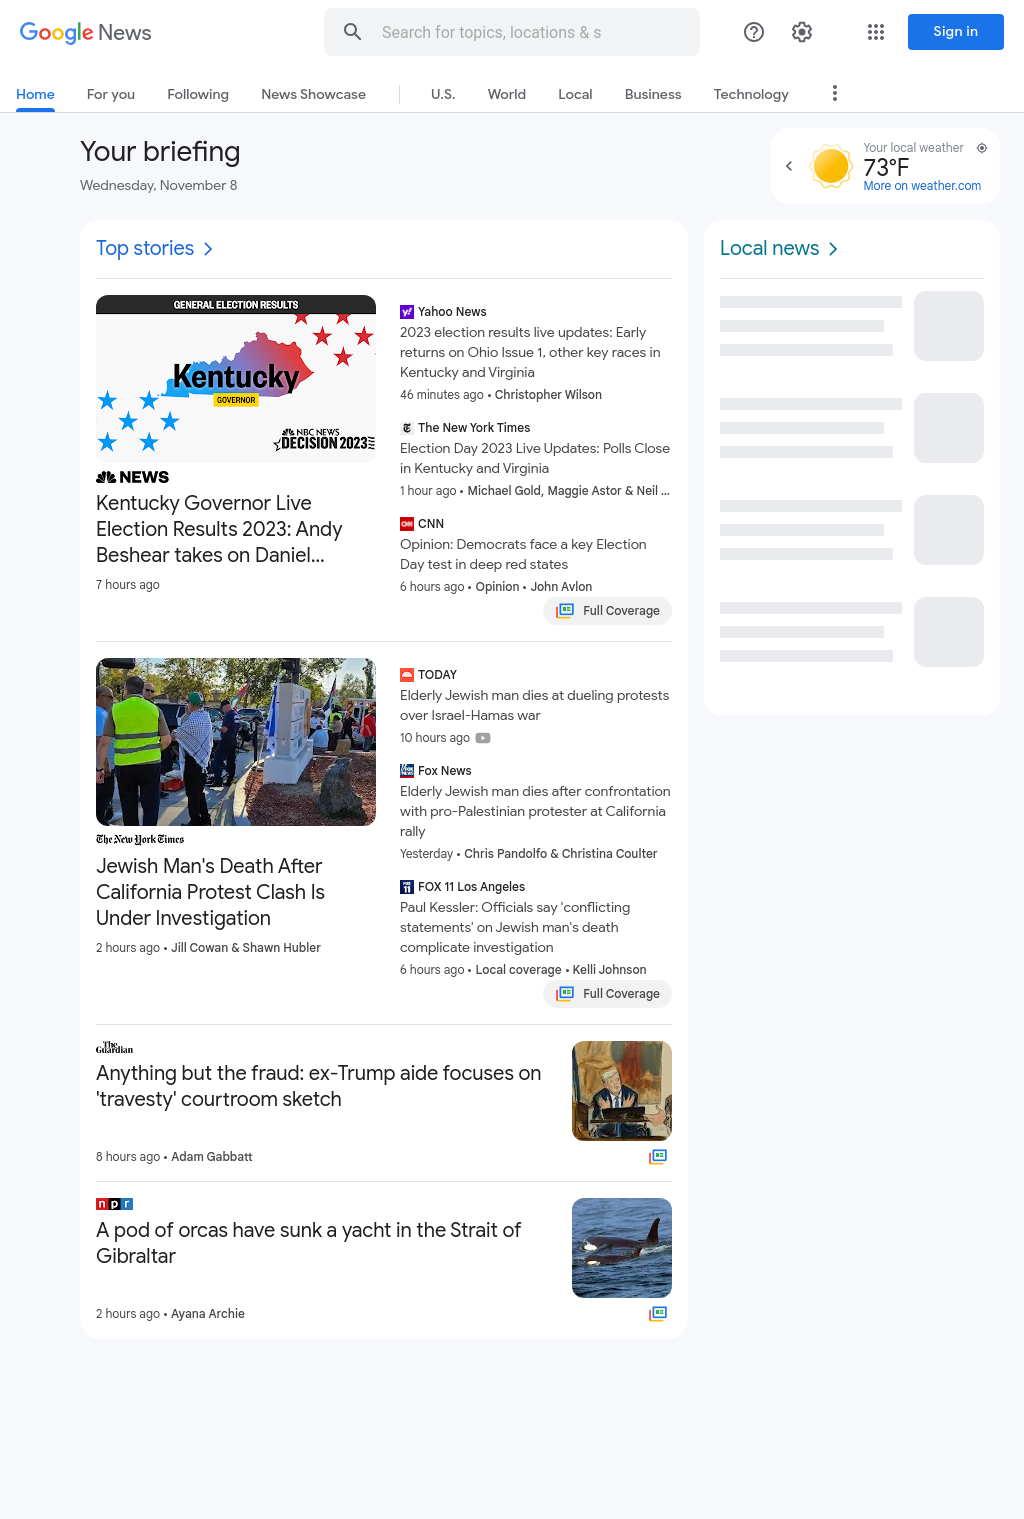 Google News
Search for topics, locations & s
Sign in
Home
For you
Following
News Showcase
U.S.
World
Local
Business
Technology
Your briefing
Wednesday, November 8
Your local weather
73°F
More on weather.com
Top stories
GENERAL ELECTION RESULTS
Kentucky
GOVERNOR
NBC NEWS
DECISION 2023
NEWS
Kentucky Governor Live
Election Results 2023: Andy
Beshear takes on Daniel...
7 hours ago
Yahoo News
2023 election results live updates: Early
returns on Ohio Issue 1, other key races in
Kentucky and Virginia
46 minutes ago • Christopher Wilson
The New York Times
Election Day 2023 Live Updates: Polls Close
in Kentucky and Virginia
1 hour ago • Michael Gold, Maggie Astor & Neil ...
CNN
CNN
Opinion: Democrats face a key Election
Day test in deep red states
6 hours ago • Opinion • John Avlon
Full Coverage
The New York Times
Jewish Man's Death After
California Protest Clash Is
Under Investigation
2 hours ago • Jill Cowan & Shawn Hubler
TODAY
Elderly Jewish man dies at dueling protests
over Israel-Hamas war
10 hours ago
Fox News
Elderly Jewish man dies after confrontation
with pro-Palestinian protester at California
rally
Yesterday • Chris Pandolfo & Christina Coulter
FOX 11
FOX 11 Los Angeles
Paul Kessler: Officials say 'conflicting
statements' on Jewish man's death
complicate investigation
6 hours ago • Local coverage • Kelli Johnson
Full Coverage
The Guardian
Anything but the fraud: ex-Trump aide focuses on
'travesty' courtroom sketch
8 hours ago • Adam Gabbatt
npr
A pod of orcas have sunk a yacht in the Strait of
Gibraltar
2 hours ago • Ayana Archie
Local news